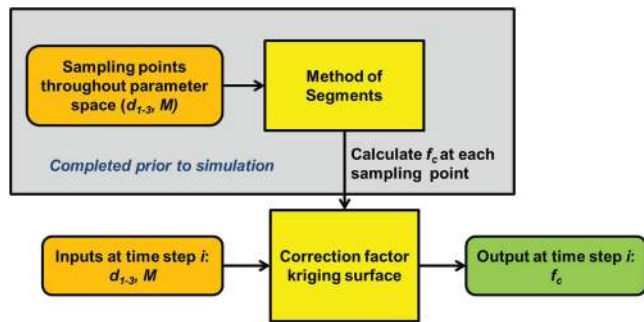 Sampling points
throughout parameter
space (d1-3, M)
Method of
Segments
Completed prior to simulation
Calculate fc at each
sampling point
Inputs at time step i:
d1-3, M
Correction factor
kriging surface
Output at time step i:
fc